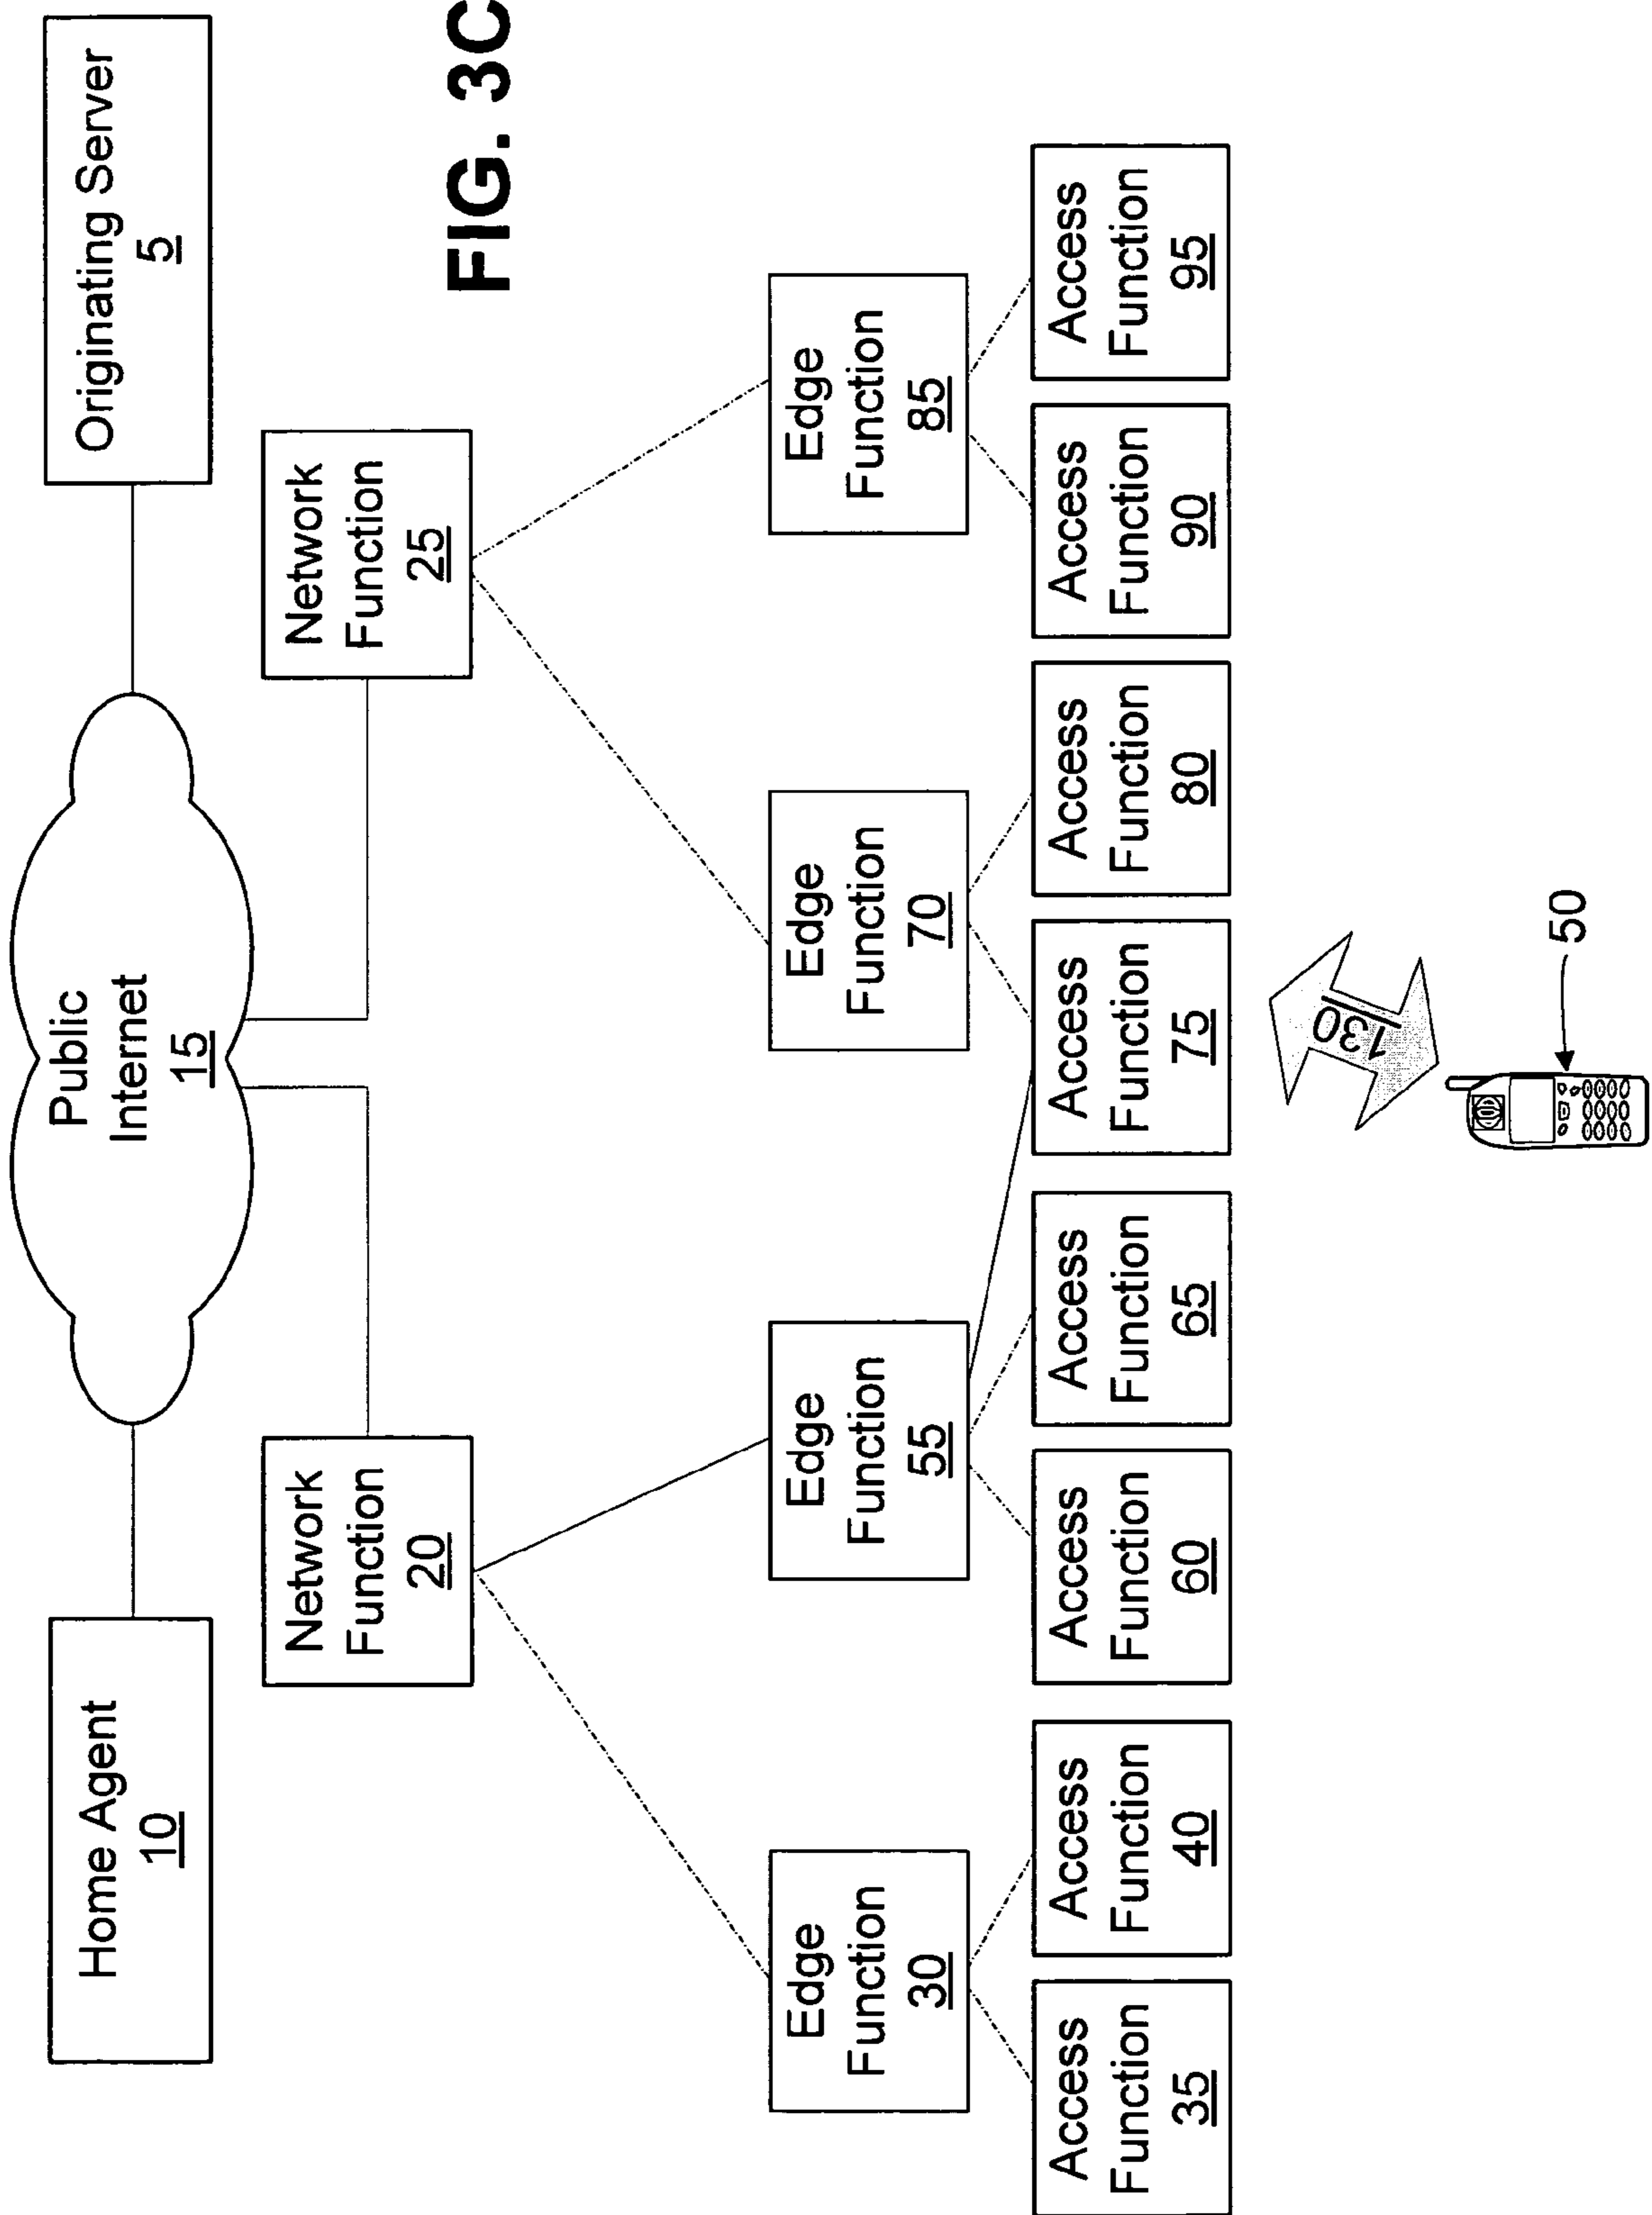 Home Agent
10
Public
Internet
15
Originating Server
5
Network
Function
20
Network
Function
25
FIG. 3C
Edge
Function
30
Edge
Function
55
Edge
Function
70
Edge
Function
85
Access
Function
35
Access
Function
40
Access
Function
60
Access
Function
65
Access
Function
75
Access
Function
80
Access
Function
90
Access
Function
95
130
50